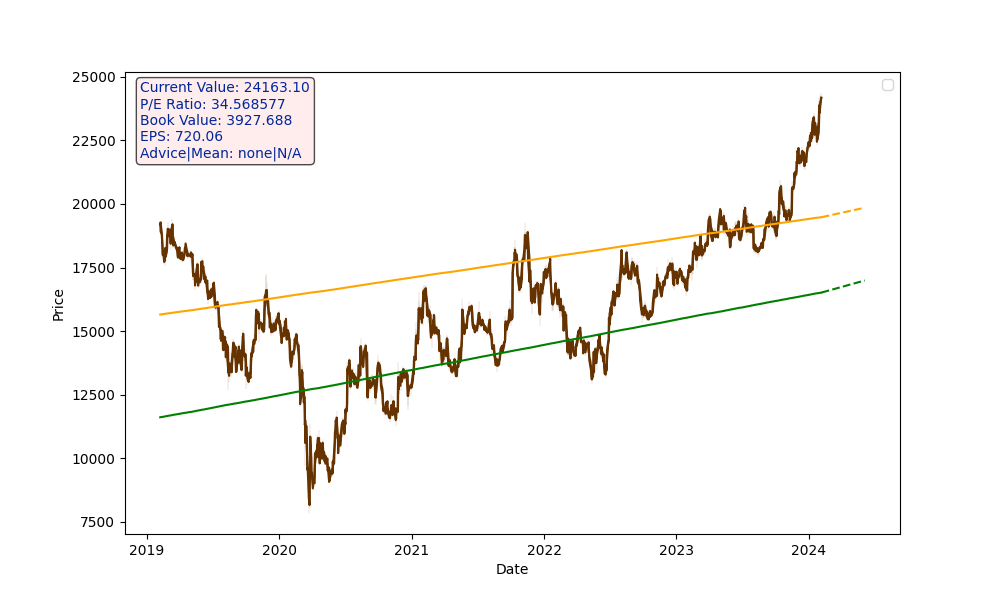 Current Value: 24163.10
P/E Ratio: 34.568577
Book Value: 3927.688
EPS: 720.06
Advice|Mean: none|N/A
Price
25000
22500
20000
17500
15000
12500
10000
7500
2019 2020 2021 2022 2023 2024
Date